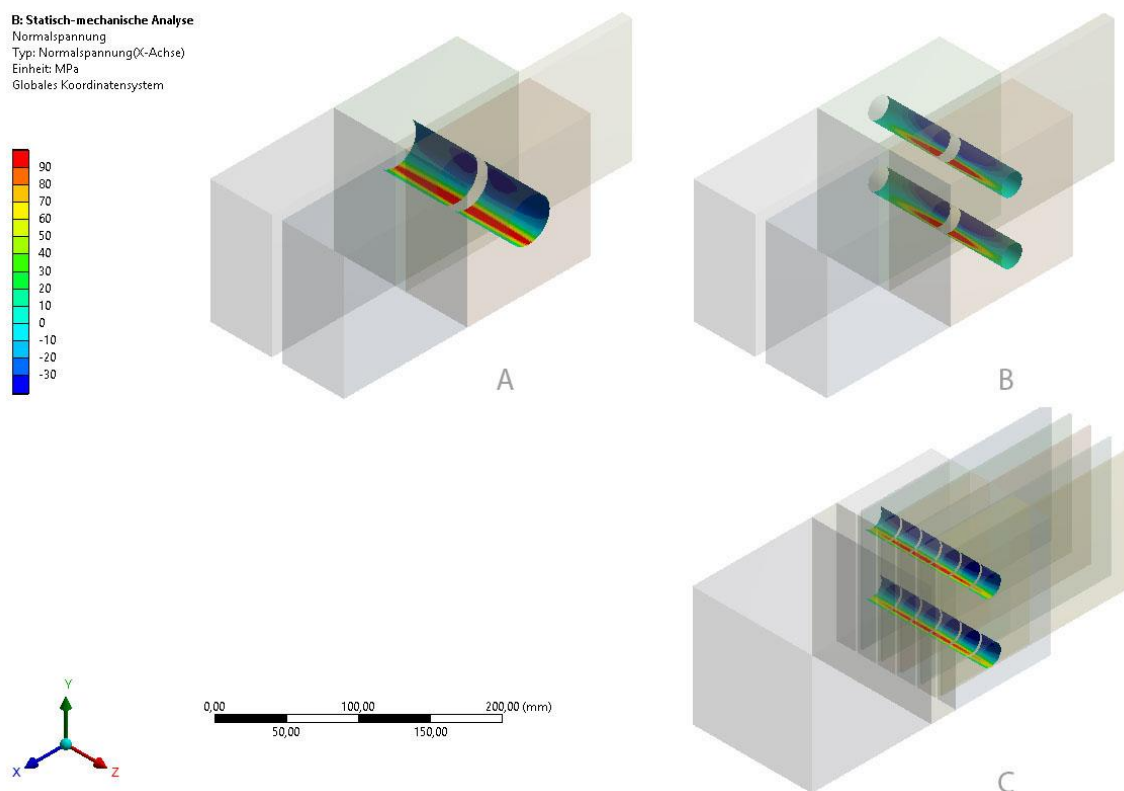 B: Statisch-mechanische Analyse
Normalspannung
Typ: Normalspannung(X-Achse)
Einheit: MPa
Globales Koordinatensystem
90
80
70
60
50
40
30
20
10
0
-10
-20
-30
A
B
C
0,00
100,00
200,00 (mm)
50,00
150,00
Y
X
Z